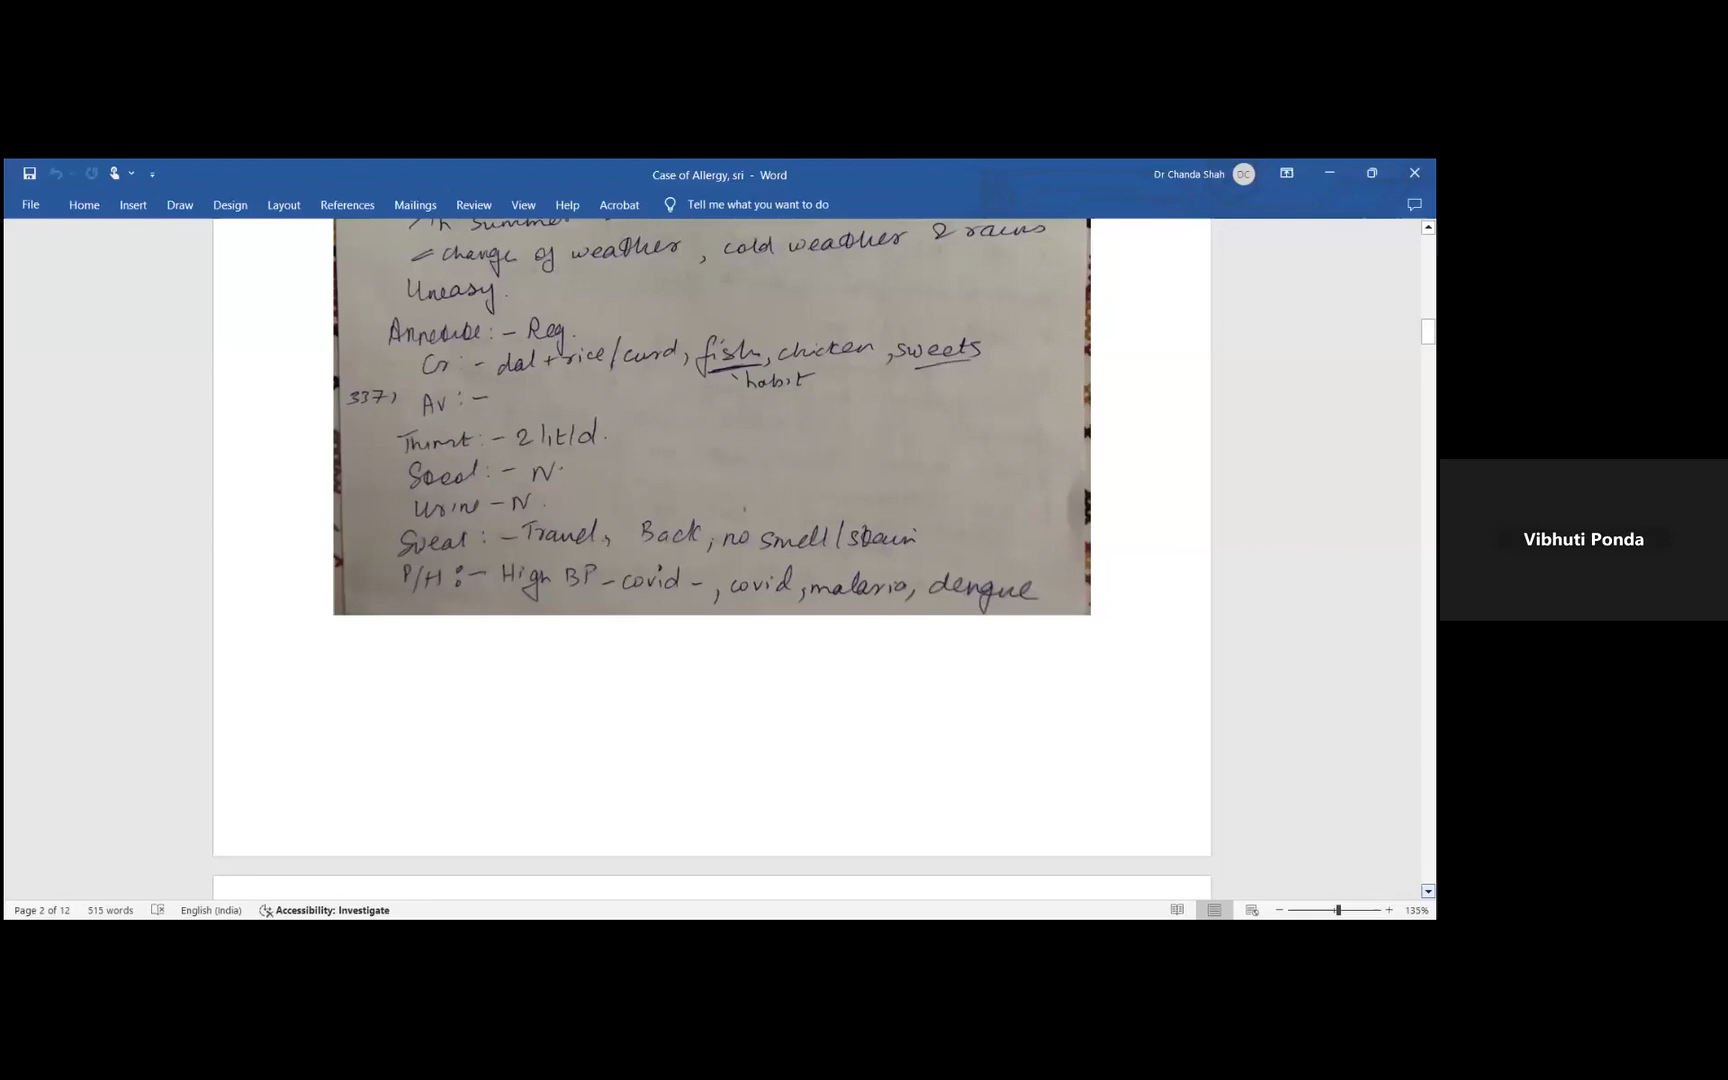 Case of Allergy, sri - Word
Dr Chanda Shah
DC
File Home Insert Draw Design Layout References Mailings Review View Help Acrobat Tell me what you want to do
In summer
change of weather, cold weather & rains
Uneasy.
Appetite :- Reg.
Cr :- dal + rice / curd, fish, chicken, sweets
habit
337) Av :-
Thirst :- 2 lit/d.
Stool :- N.
Urine - N.
Sweat :- Travel, Back, no smell / stain
P/H :- High BP - covid -, covid, malaria, dengue
Vibhuti Ponda
Page 2 of 12 515 words English (India) Accessibility: Investigate 135%